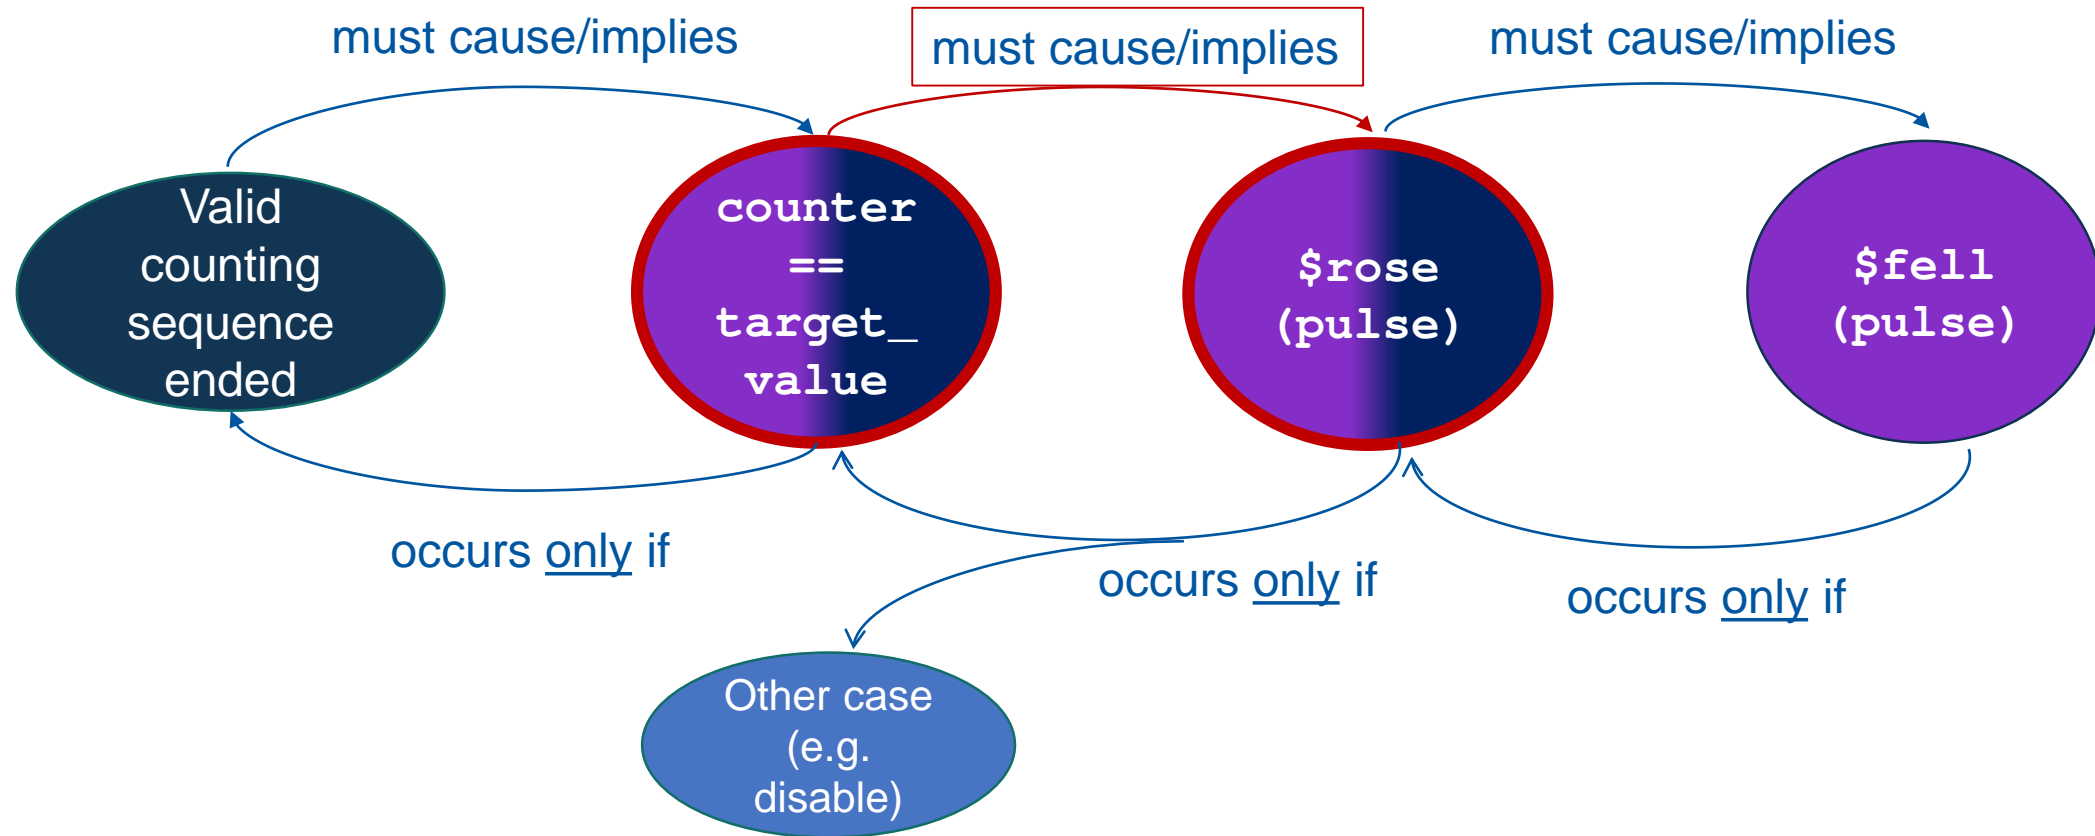 must cause/implies
must cause/implies
must cause/implies
Valid
counting
sequence
ended
counter
==
target_
value
$rose
(pulse)
$fell
(pulse)
occurs only if
occurs only if
occurs only if
Other case
(e.g.
disable)